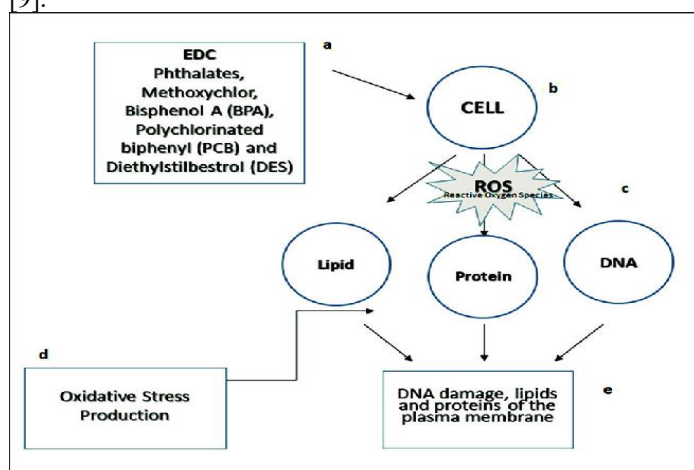 [9].
a
EDC
Phthalates,
Methoxychlor,
Bisphenol A (BPA),
Polychlorinated
biphenyl (PCB) and
Diethylstilbestrol (DES)
b
CELL
ROS
Reactive Oxygen Species
c
Lipid
Protein
DNA
d
Oxidative Stress
Production
e
DNA damage, lipids
and proteins of the
plasma membrane